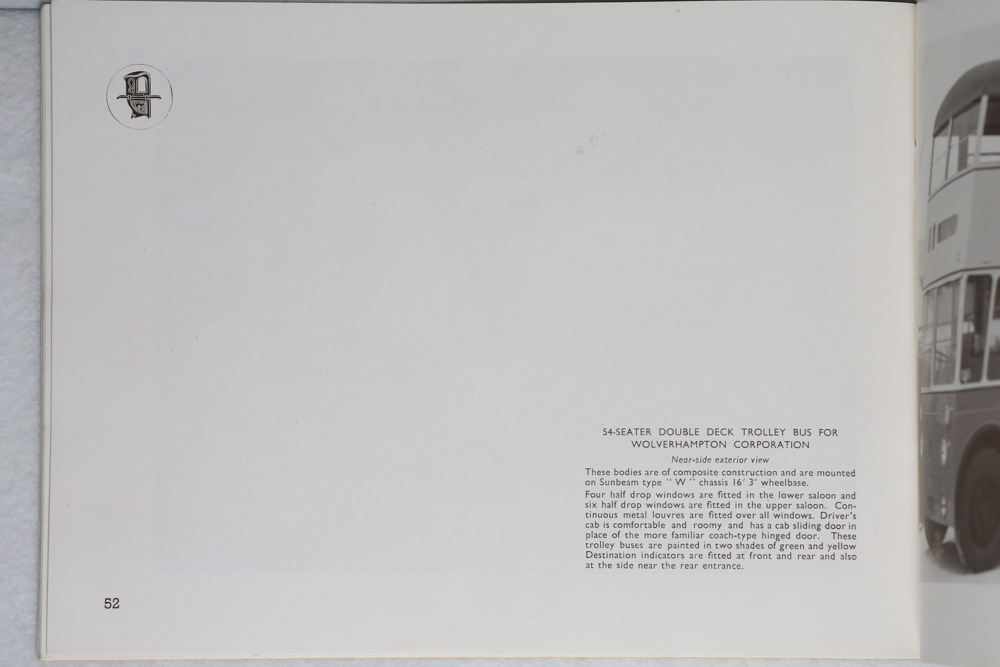 54-SEATER DOUBLE DECK TROLLEY BUS FOR
WOLVERHAMPTON CORPORATION
Near-side exterior view
These bodies are of composite construction and are mounted
on Sunbeam type " W " chassis 16' 3" wheelbase.
Four half drop windows are fitted in the lower saloon and
six half drop windows are fitted in the upper saloon. Con-
tinuous metal louvres are fitted over all windows. Driver's
cab is comfortable and roomy and has a cab sliding door in
place of the more familiar coach-type hinged door. These
trolley buses are painted in two shades of green and yellow
Destination indicators are fitted at front and rear and also
at the side near the rear entrance.
52